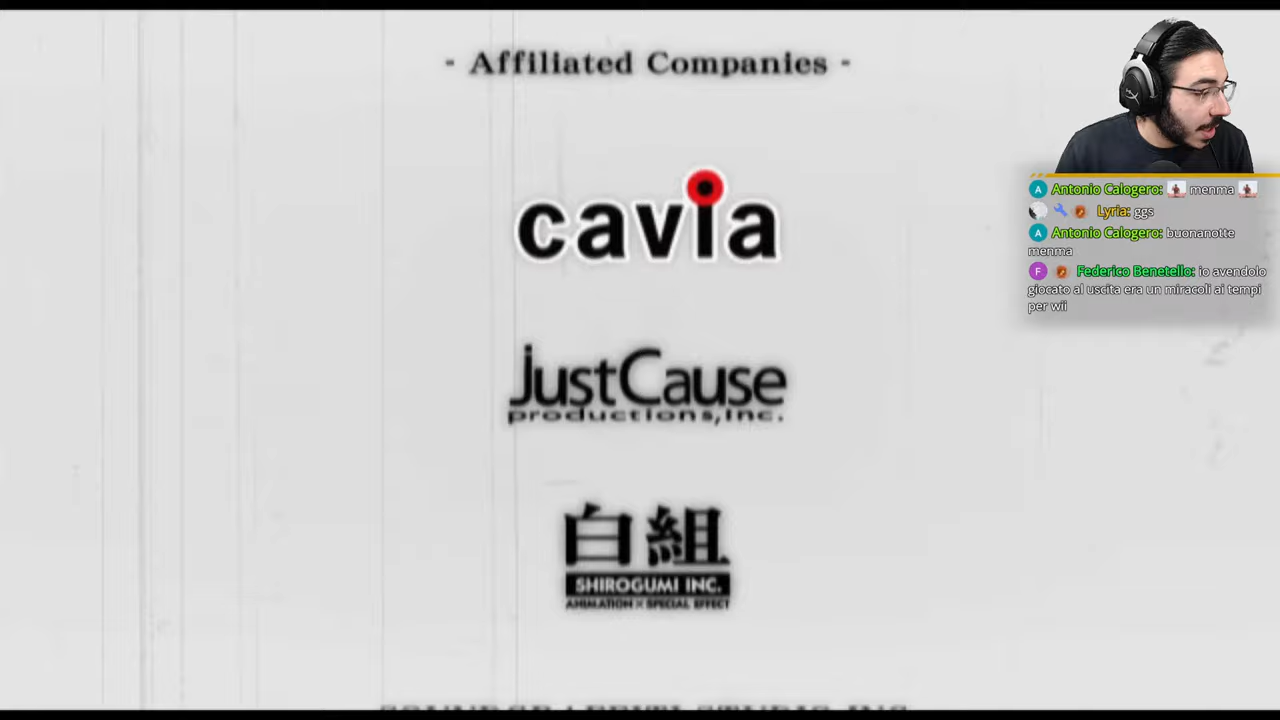 - Affiliated Companies -
cavia
JustCause
productions,Inc.
白組
SHIROGUMI INC.
ANIMATION × SPECIAL EFFECT
A Antonio Calogero: menma
Lyria: ggs
A Antonio Calogero: buonanotte
menma
F Federico Benetello: io avendolo
giocato al uscita era un miracoli ai tempi
per wii